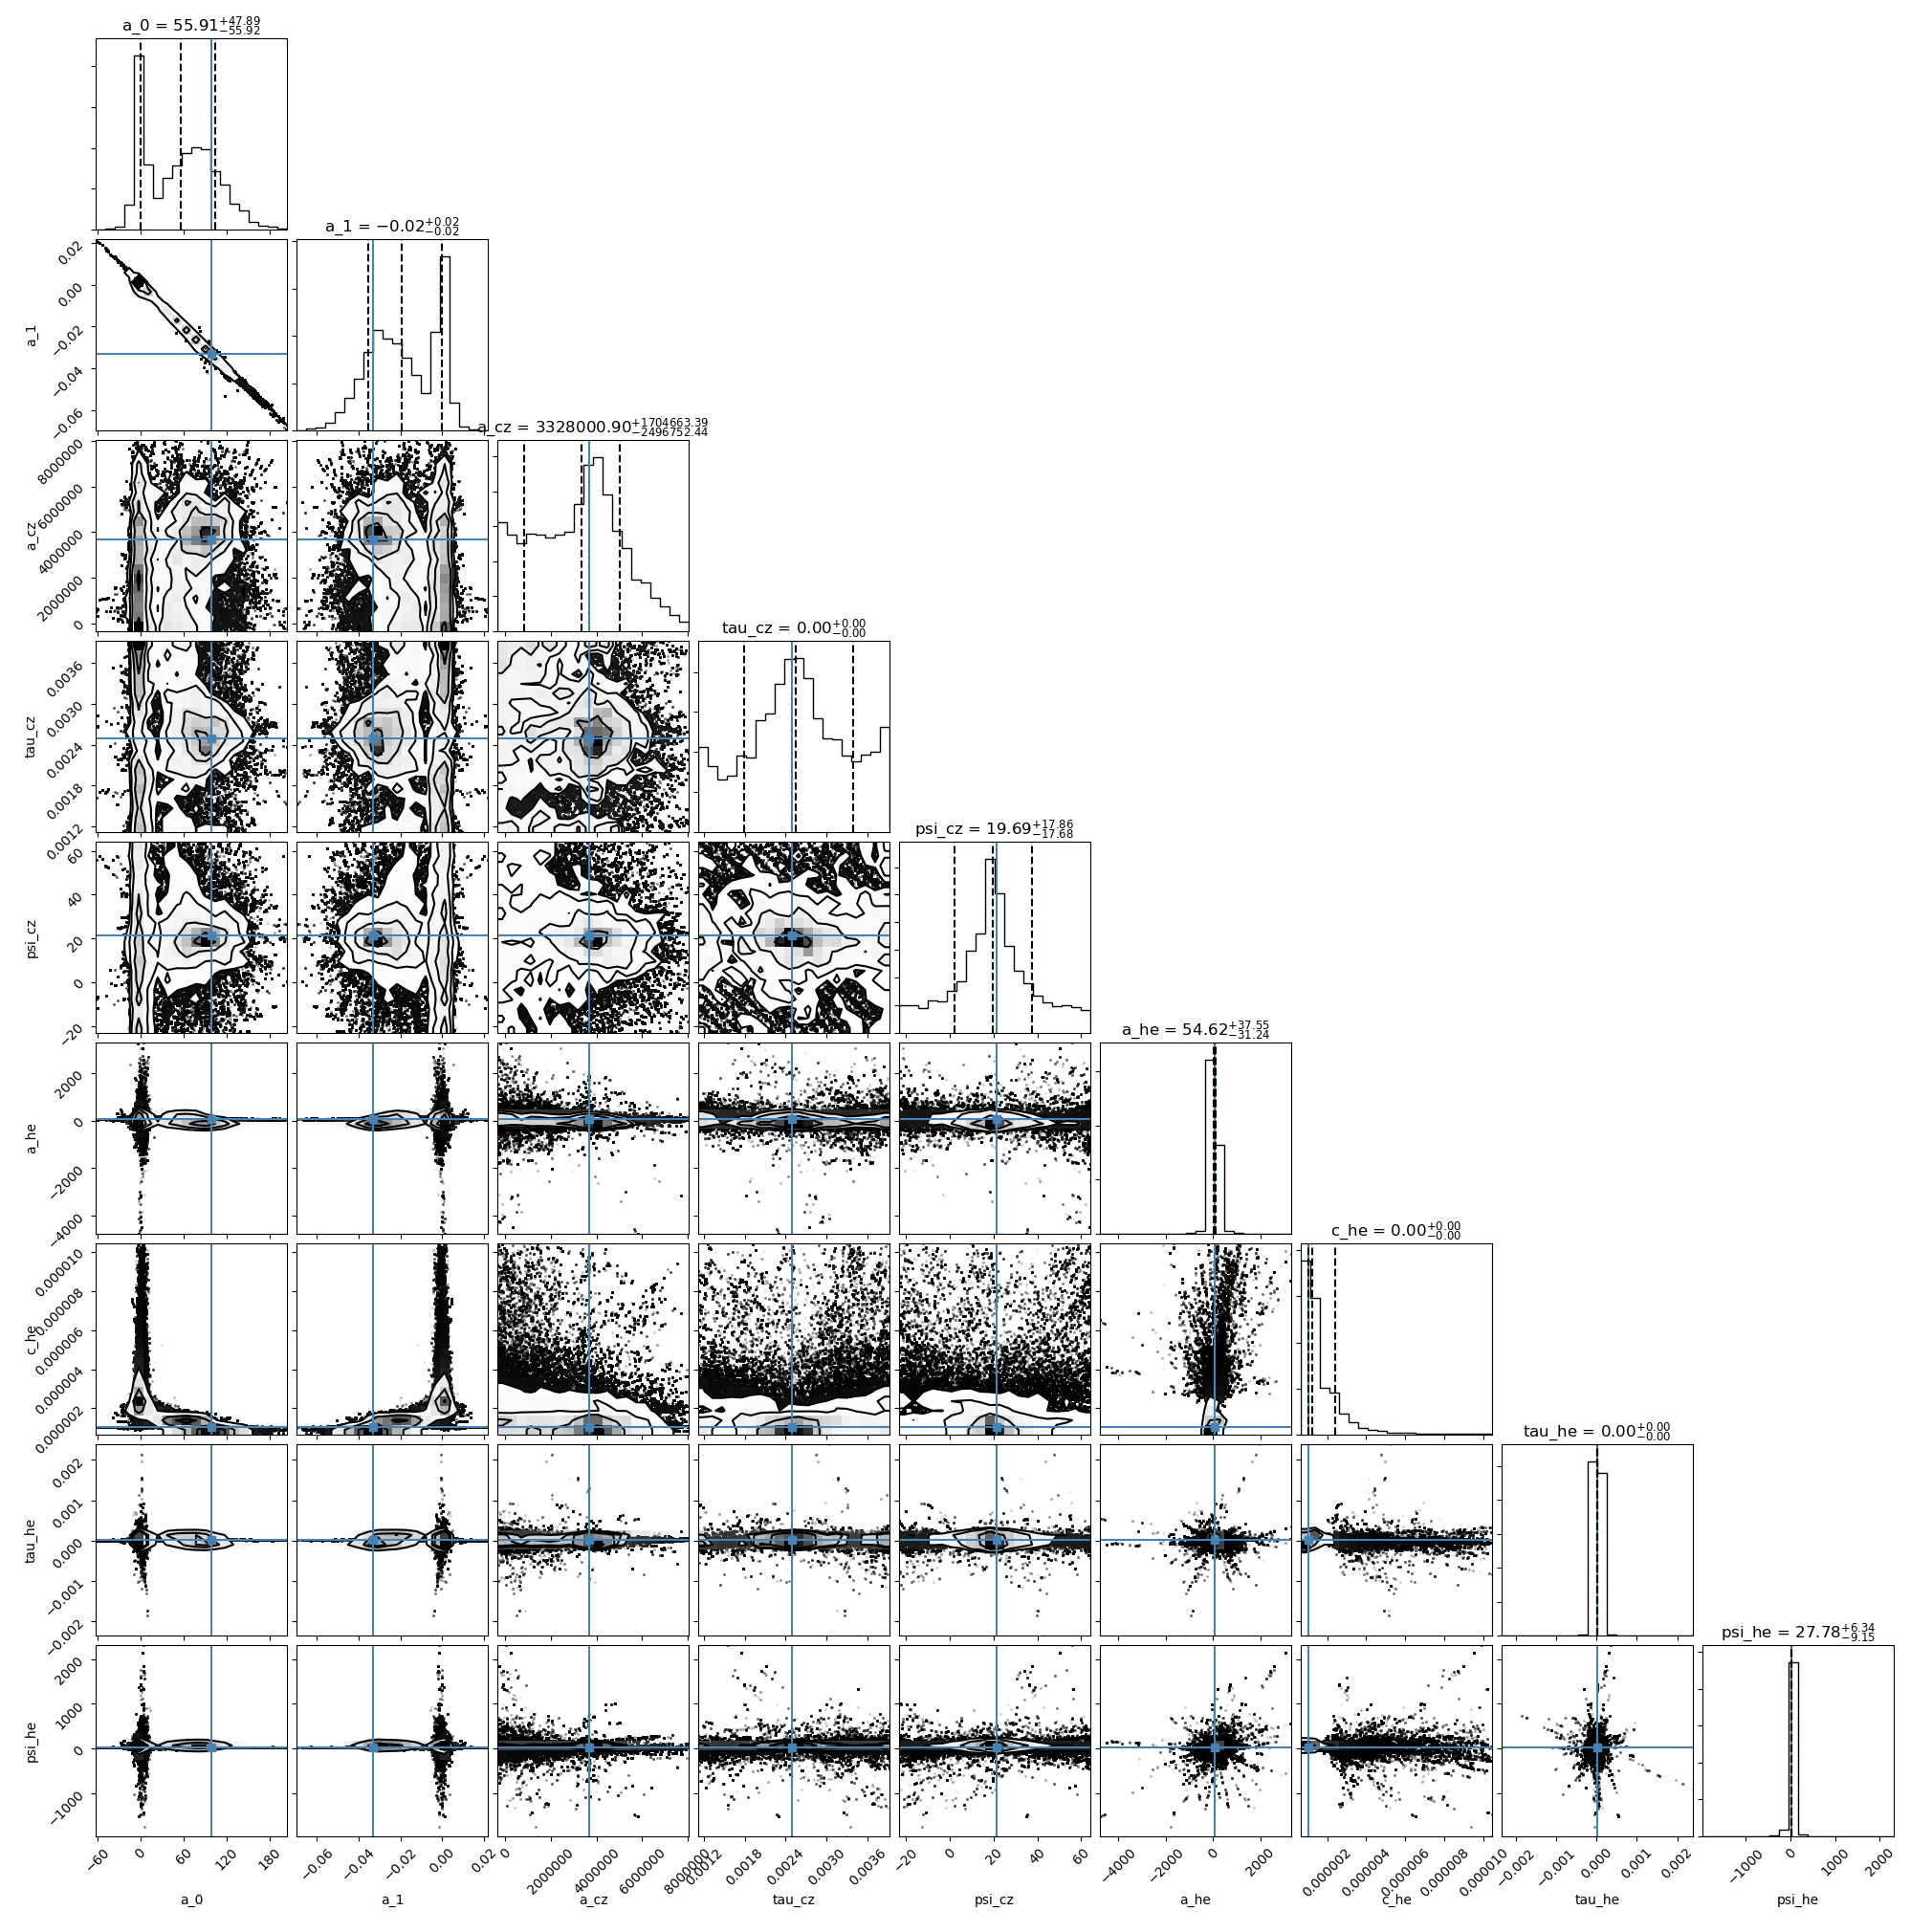 a_0 = 55.91+47.89−55.92
a_1 = −0.02+0.02−0.02
0.02
0.00
−0.02
−0.04
−0.06
a_1
a_cz = 3328000.90+1704663.39−2496752.44
8000000
6000000
4000000
2000000
0
a_cz
tau_cz = 0.00+0.00−0.00
0.0036
0.0030
0.0024
0.0018
0.0012
tau_cz
psi_cz = 19.69+17.86−17.68
60
40
20
0
−20
psi_cz
a_he = 54.62+37.55−31.24
2000
0
−2000
−4000
a_he
c_he = 0.00+0.00−0.00
0.000010
0.000008
0.000006
0.000004
0.000002
0.000000
c_he
tau_he = 0.00+0.00−0.00
0.002
0.001
0.000
−0.001
−0.002
tau_he
psi_he = 27.78+6.34−9.15
2000
1000
0
−1000
psi_he
−60 0 60 120 180
−0.06 −0.04 −0.02 0.00 0.02
0 2000000 4000000 6000000 8000000
0.0012 0.0018 0.0024 0.0030 0.0036
−20 0 20 40 60
−4000 −2000 0 2000
0.000002 0.000004 0.000006 0.000008 0.000010
−0.002 −0.001 0.000 0.001 0.002
−1000 0 1000 2000
a_0 a_1 a_cz tau_cz psi_cz a_he c_he tau_he psi_he